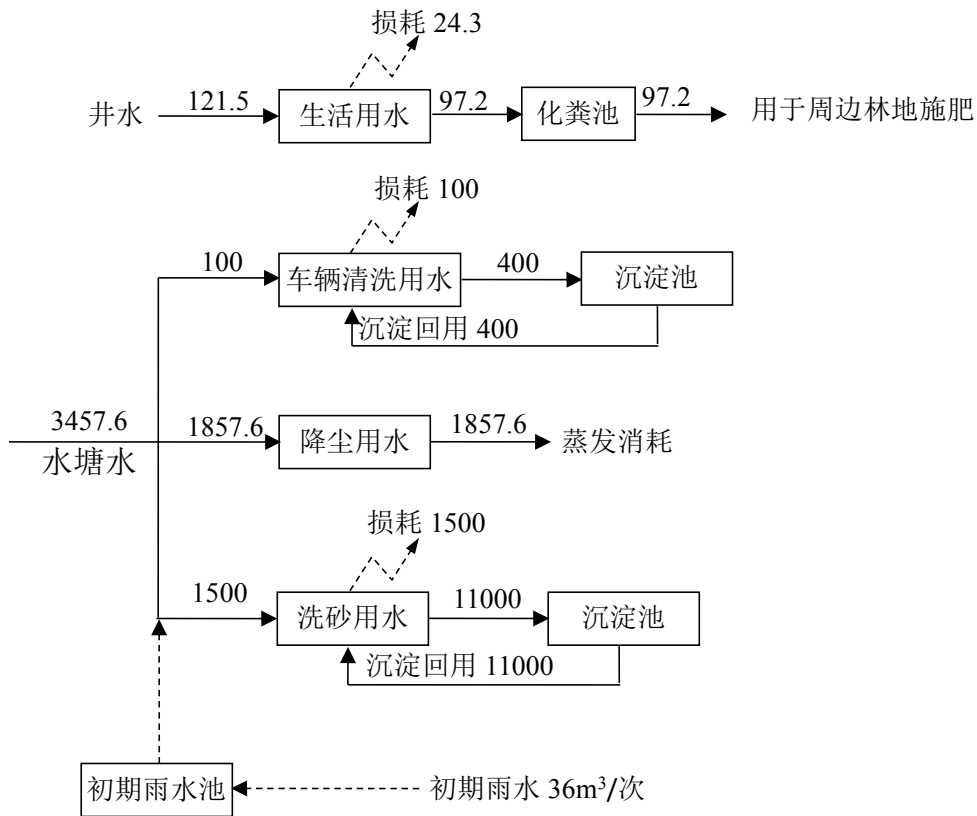 损耗 24.3
井水 121.5 生活用水 97.2 化粪池 97.2 用于周边林地施肥
损耗 100
100 车辆清洗用水 400 沉淀池
沉淀回用 400
3457.6 1857.6 降尘用水 1857.6 蒸发消耗
水塘水
损耗 1500
1500 洗砂用水 11000 沉淀池
沉淀回用 11000
初期雨水池 初期雨水 36m³/次